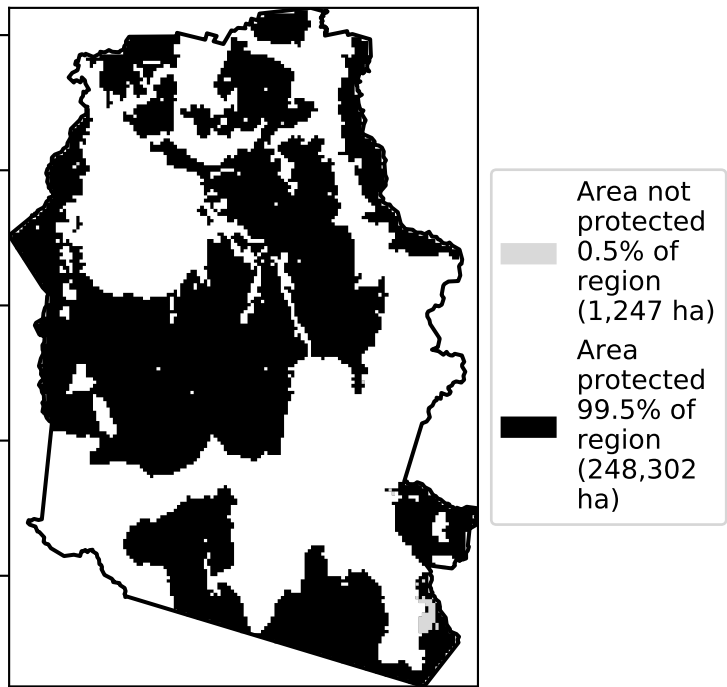 Area not
protected
0.5% of
region
(1,247 ha)
Area
protected
99.5% of
region
(248,302
ha)